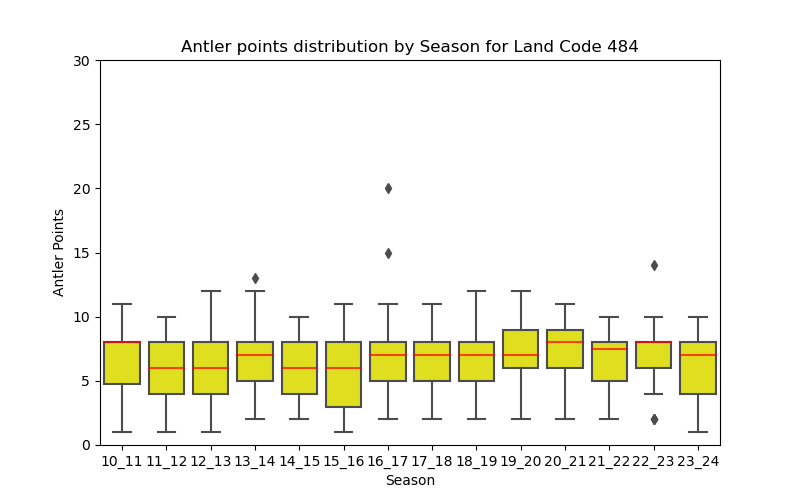 Antler points distribution by Season for Land Code 484
30
25
20
15
10
5
0
Antler Points
10_11 11_12 12_13 13_14 14_15 15_16 16_17 17_18 18_19 19_20 20_21 21_22 22_23 23_24
Season